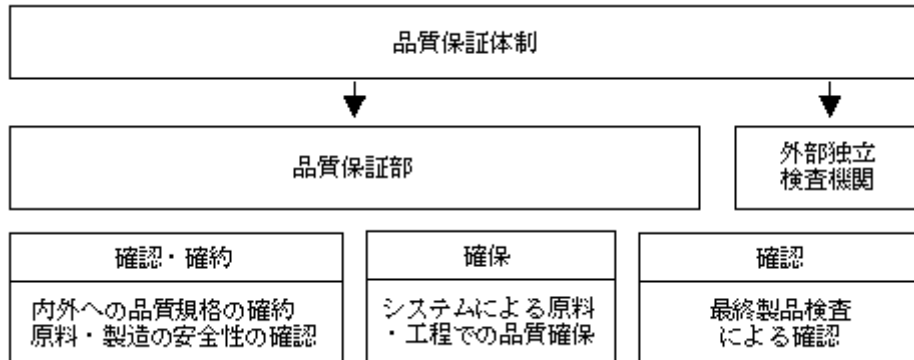 品質保証体制
品質保証部
外部独立
検査機関
確認・確約
内外への品質規格の確約
原料・製造の安全性の確認
確保
システムによる原料
・工程での品質確保
確認
最終製品検査
による確認